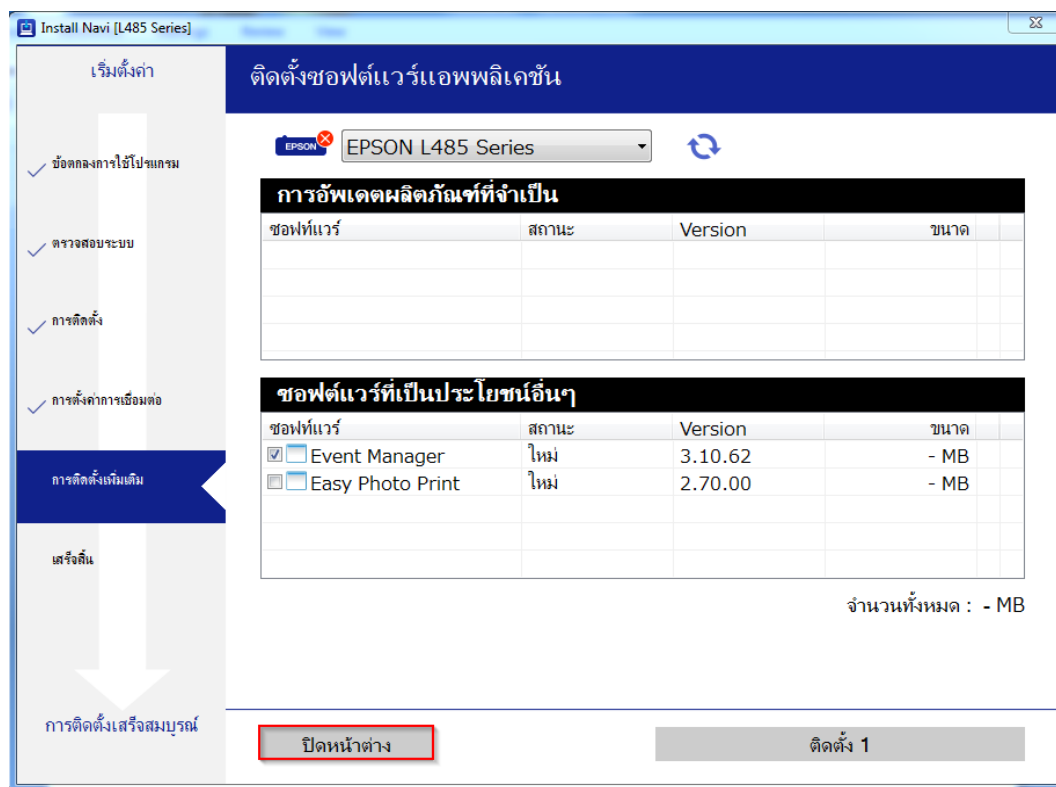 Install Navi [L485 Series]
เริ่มตั้งค่า
ข้อตกลงการใช้โปรแกรม
ตรวจสอบระบบ
การติดตั้ง
การตั้งค่าการเชื่อมต่อ
การติดตั้งเพิ่มเติม
เสร็จสิ้น
การติดตั้งเสร็จสมบูรณ์
ติดตั้งซอฟต์แวร์แอพพลิเคชัน
EPSON EPSON L485 Series
การอัพเดตผลิตภัณฑ์ที่จำเป็น
ซอฟท์แวร์ สถานะ Version ขนาด
ซอฟต์แวร์ที่เป็นประโยชน์อื่นๆ
ซอฟท์แวร์ สถานะ Version ขนาด
Event Manager ใหม่ 3.10.62 - MB
Easy Photo Print ใหม่ 2.70.00 - MB
จำนวนทั้งหมด : - MB
ปิดหน้าต่าง ติดตั้ง 1